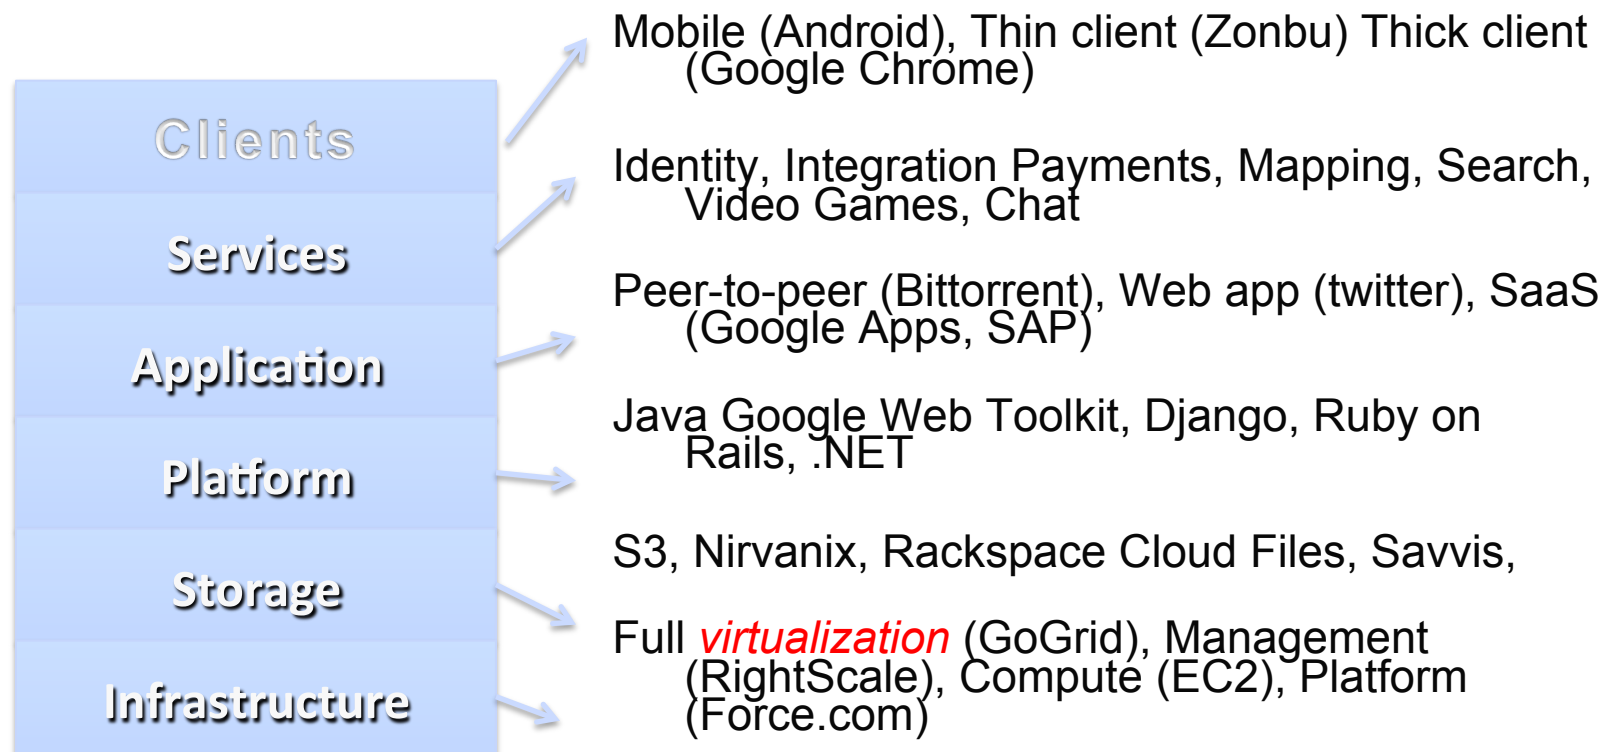 Clients
Mobile (Android), Thin client (Zonbu) Thick client
(Google Chrome)
Services
Identity, Integration Payments, Mapping, Search,
Video Games, Chat
Application
Peer-to-peer (Bittorrent), Web app (twitter), SaaS
(Google Apps, SAP)
Platform
Java Google Web Toolkit, Django, Ruby on
Rails, .NET
Storage
S3, Nirvanix, Rackspace Cloud Files, Savvis,
Infrastructure
Full virtualization (GoGrid), Management
(RightScale), Compute (EC2), Platform
(Force.com)